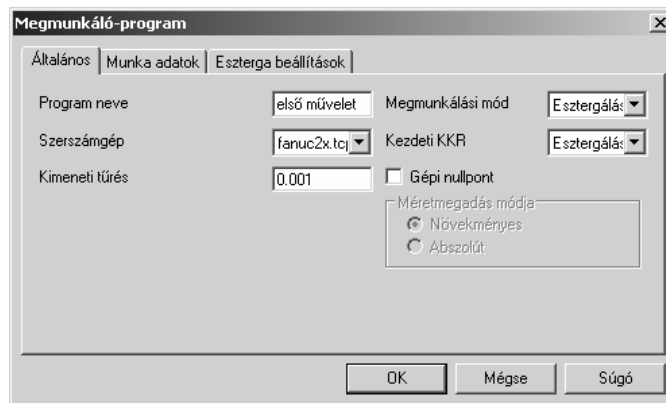 Megmunkáló-program
Általános Munka adatok Eszterga beállítások
Program neve első művelet Megmunkálási mód Esztergálás
Szerszámgép fanuc2x.tcp Kezdeti KKR Esztergálás
Kimeneti tűrés 0.001 Gépi nullpont
Méretmegadás módja
Növekményes
Abszolút
OK Mégse Súgó